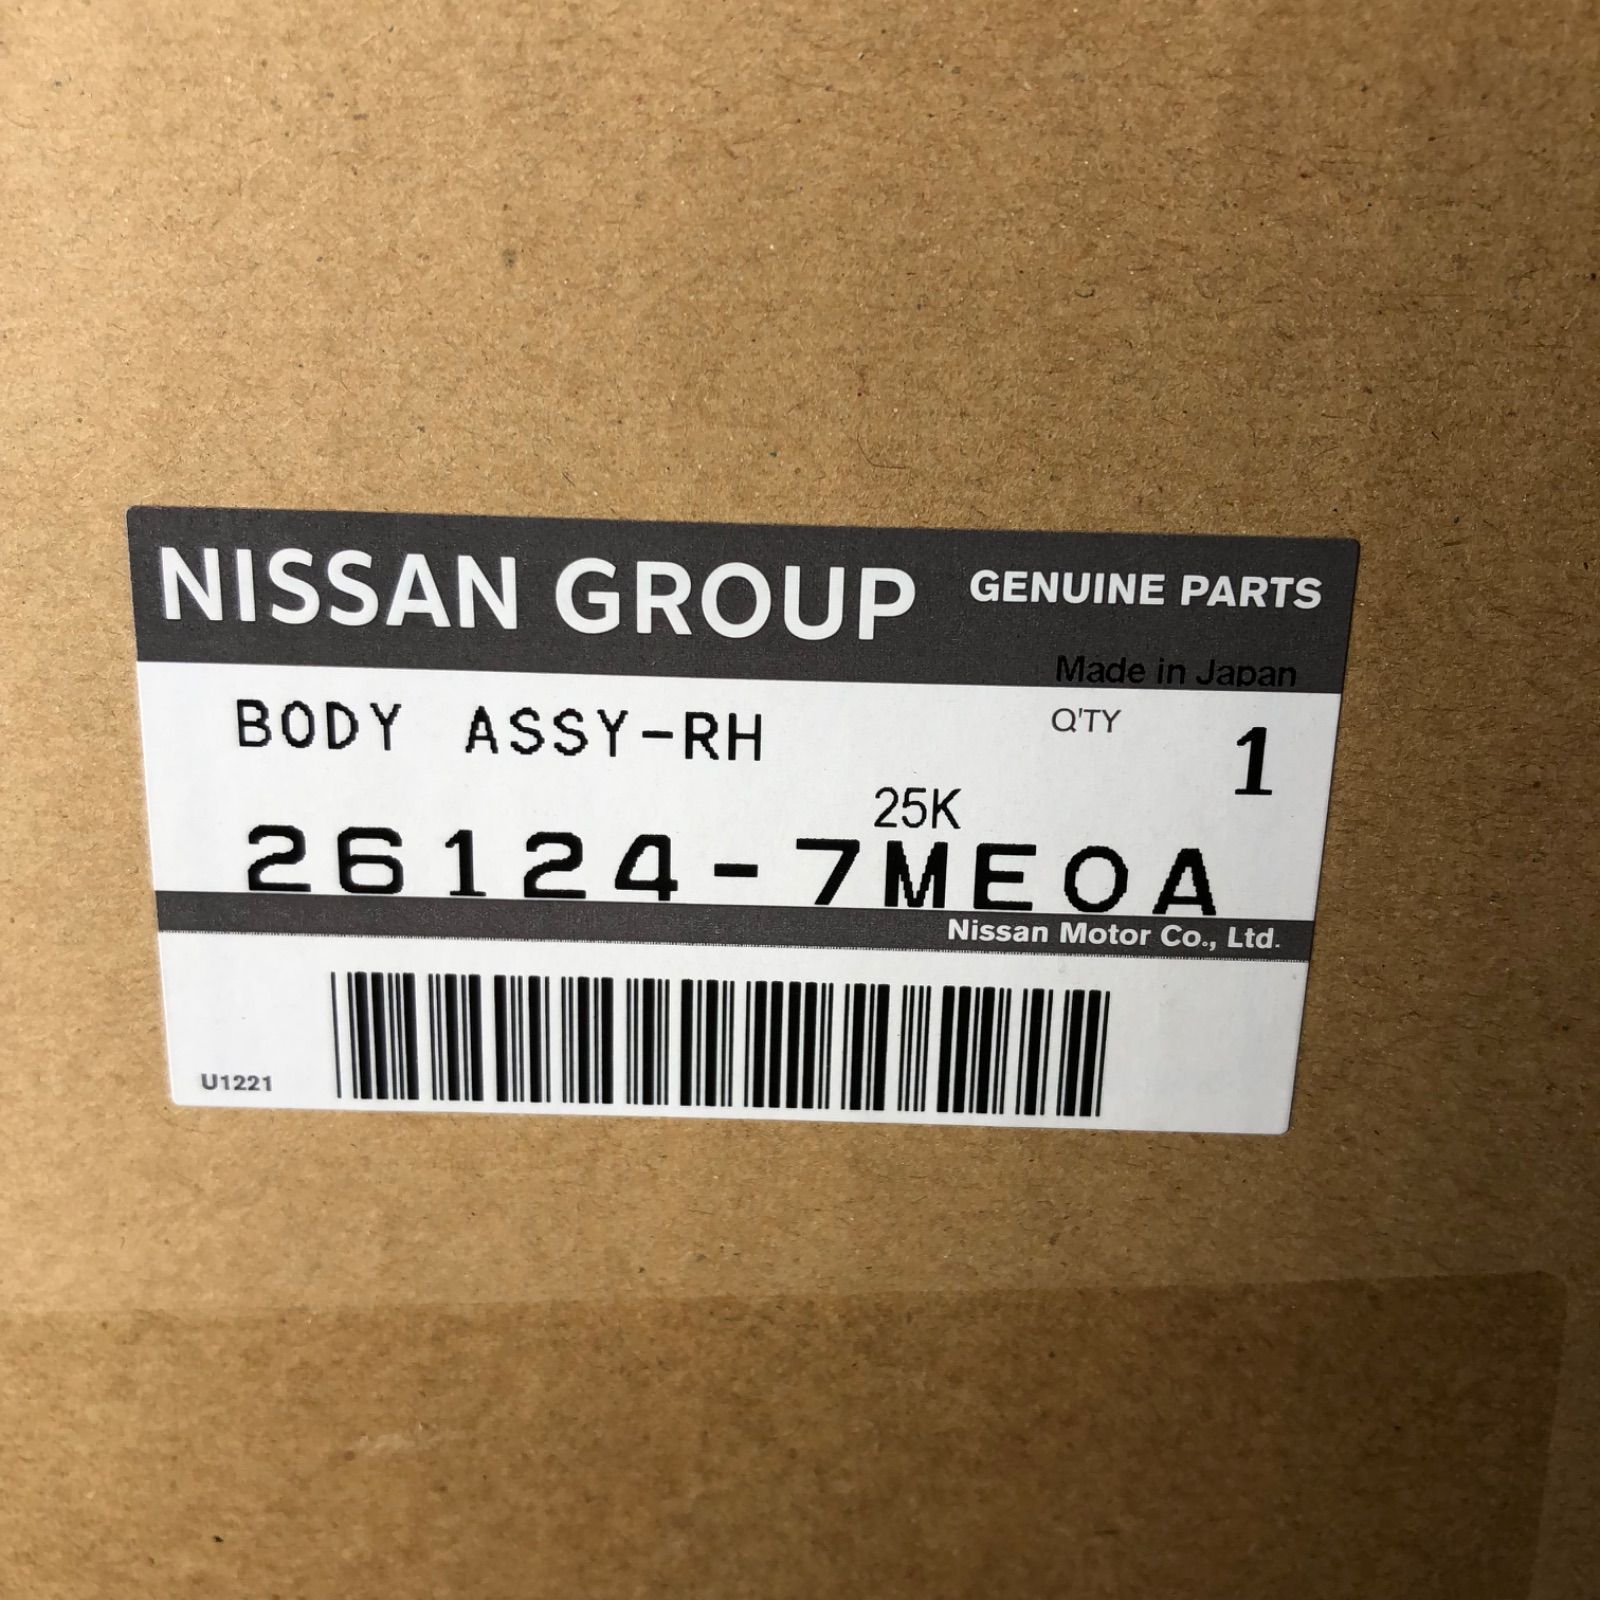 NISSAN GROUP GENUINE PARTS
Made in Japan
BODY ASSY-RH Q'TY 1
25K
26124-7ME0A
Nissan Motor Co., Ltd.
U1221